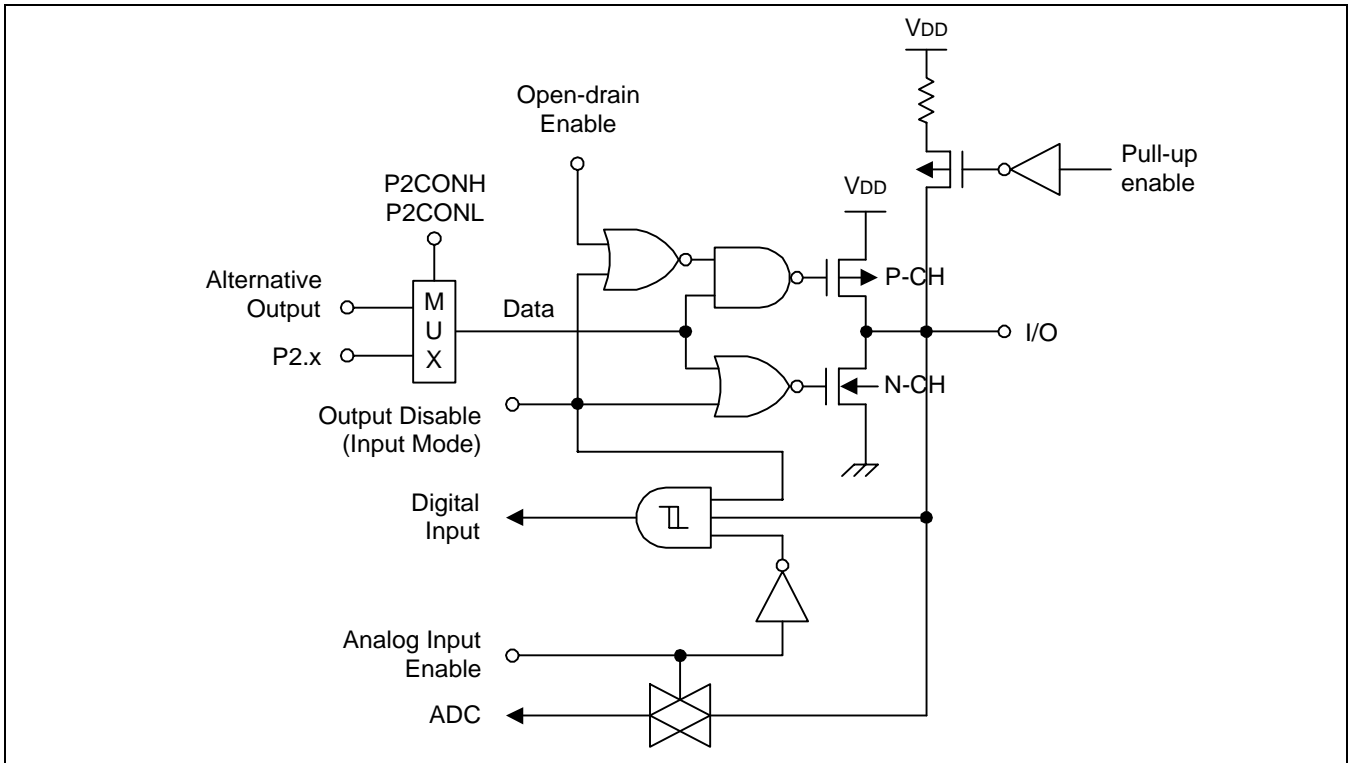 VDD
Open-drain
Enable
Pull-up
enable
P2CONH
P2CONL
VDD
Alternative
Output
M
U
X
Data
P-CH
I/O
P2.x
N-CH
Output Disable
(Input Mode)
Digital
Input
Analog Input
Enable
ADC